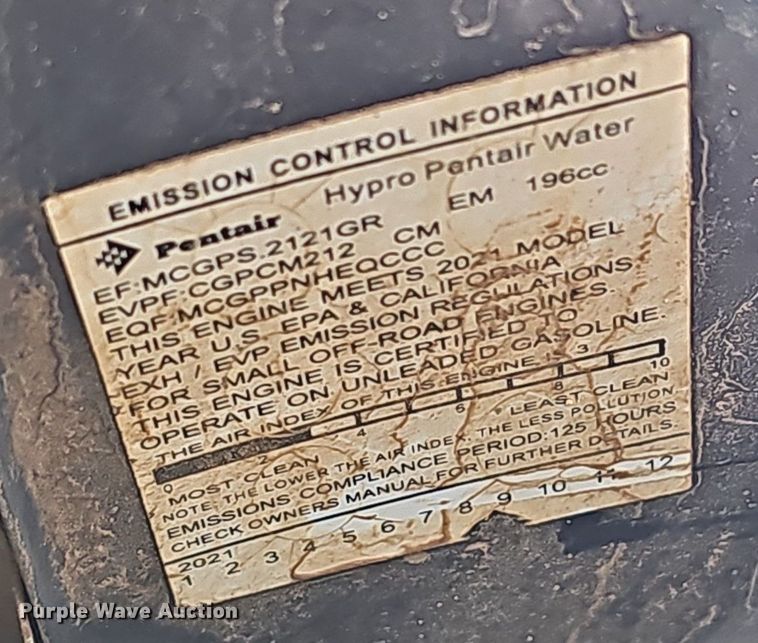 EMISSION CONTROL INFORMATION
Pentair Hypro Pentair Water
EF:MCGPS.2121GR EM 196cc
EVPF:CGPCM212 CM
EQF:MCGPPNHEQCCC
THIS ENGINE MEETS 2021 MODEL
YEAR U.S. EPA & CALIFORNIA
EXH / EVP EMISSION REGULATIONS
FOR SMALL OFF-ROAD ENGINES.
THIS ENGINE IS CERTIFIED TO
OPERATE ON UNLEADED GASOLINE.
THE AIR INDEX OF THIS ENGINE IS 3
0 2 4 6 8 10
MOST CLEAN LEAST CLEAN
NOTE: THE LOWER THE AIR INDEX, THE LESS POLLUTION
EMISSIONS COMPLIANCE PERIOD:125 HOURS
CHECK OWNERS MANUAL FOR FURTHER DETAILS.
2021
1 2 3 4 5 6 7 8 9 10 11 12
Purple Wave Auction